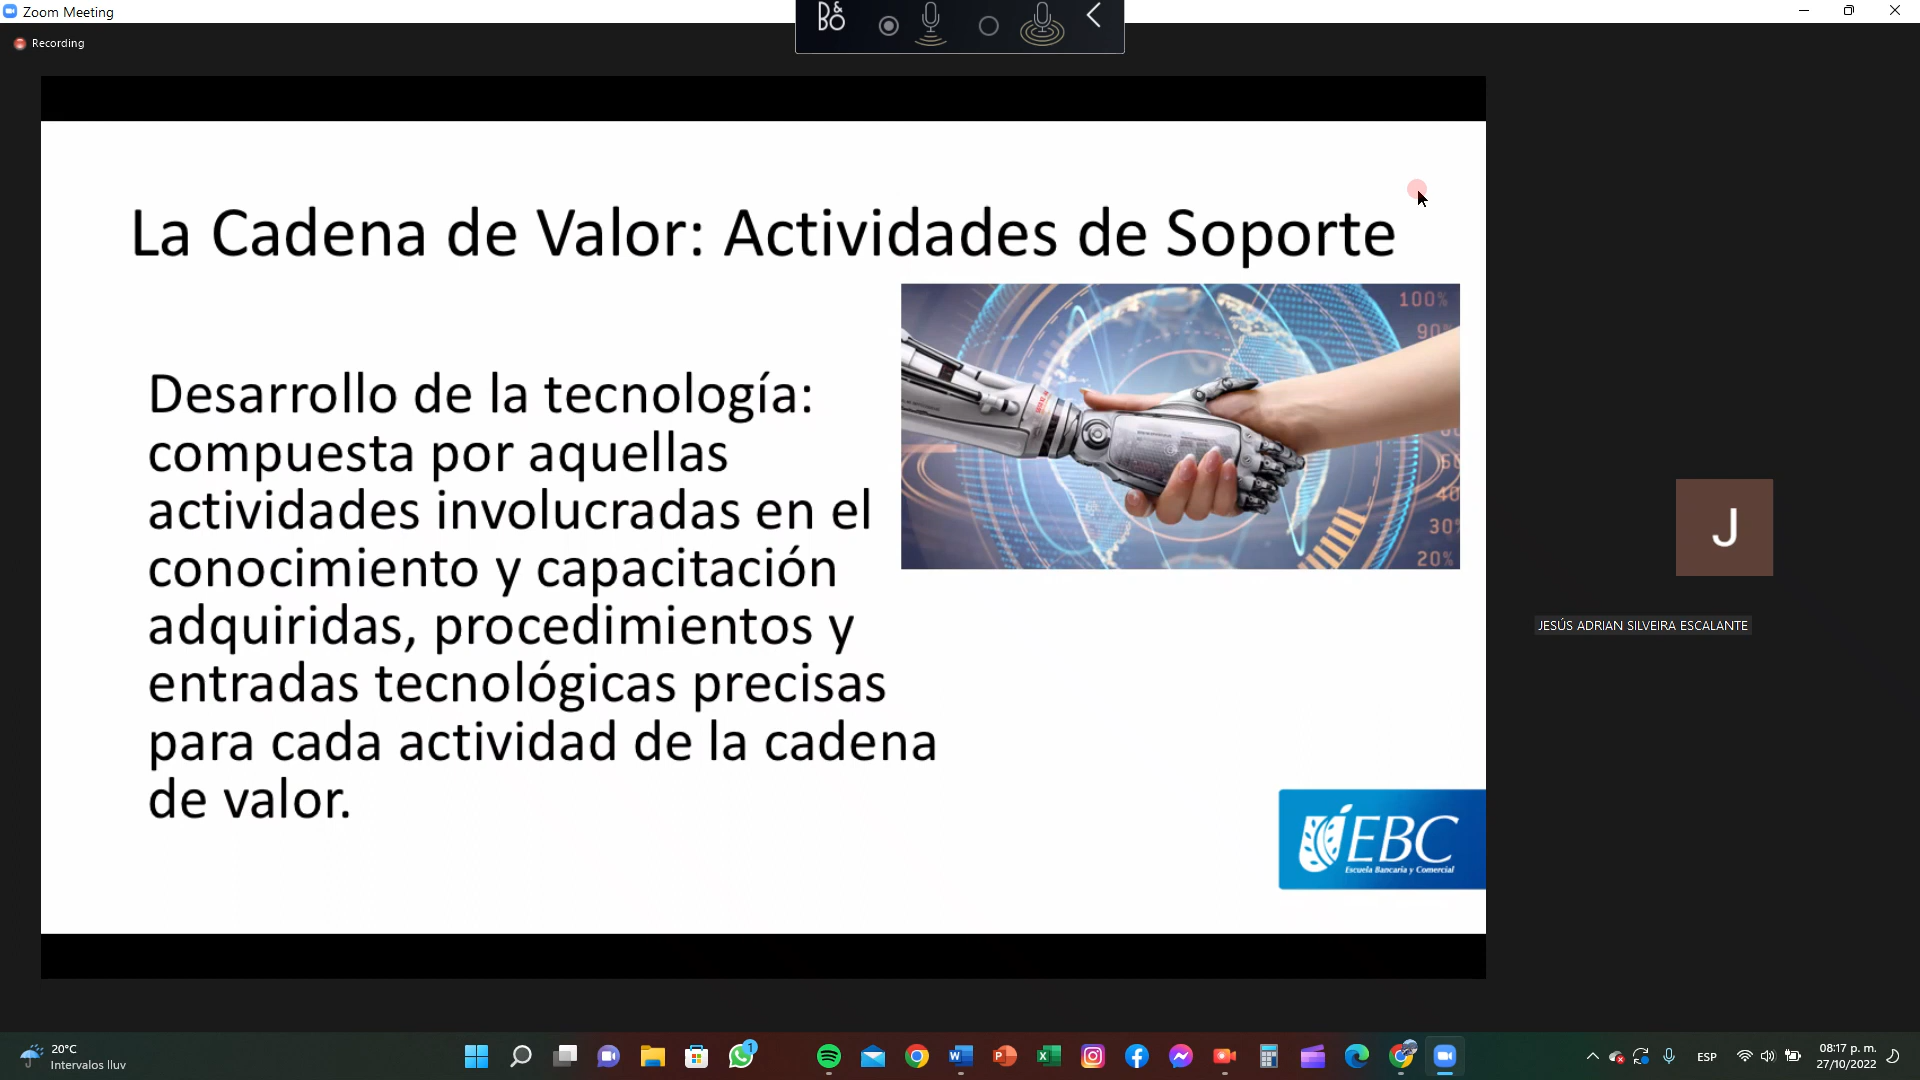 Zoom Meeting
Recording
B&O
La Cadena de Valor: Actividades de Soporte
100%
90%
30%
20%
Desarrollo de la tecnología:
compuesta por aquellas
actividades involucradas en el
conocimiento y capacitación
adquiridas, procedimientos y
entradas tecnológicas precisas
para cada actividad de la cadena
de valor.
EBC
Escuela Bancaria y Comercial
J
JESÚS ADRIAN SILVEIRA ESCALANTE
20°C
Intervalos lluv
1
ESP
08:17 p. m.
27/10/2022